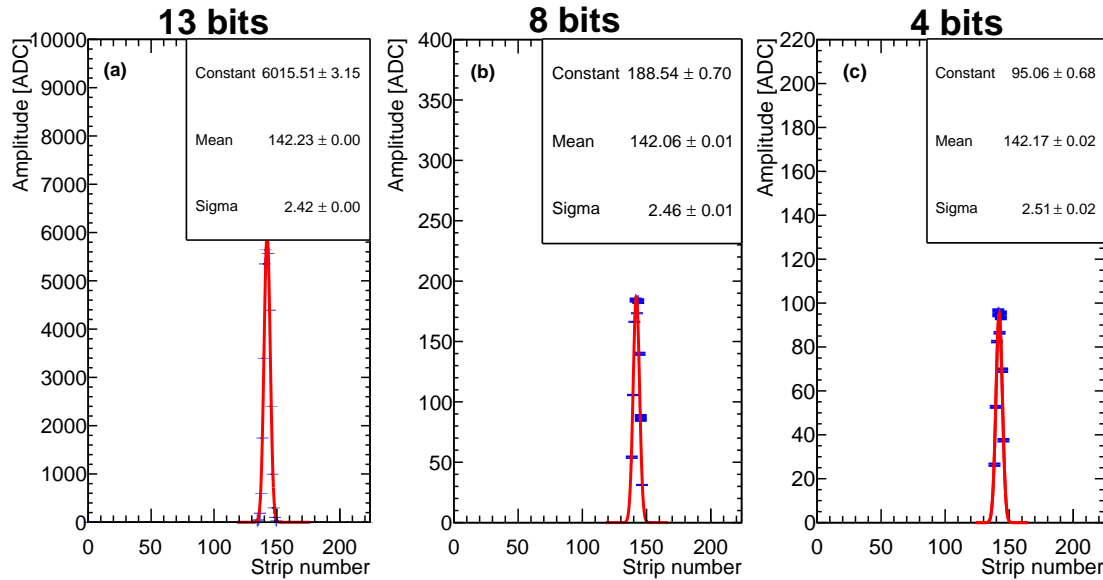 13 bits
8 bits
4 bits
Amplitude [ADC]
10000
9000
8000
7000
6000
5000
4000
3000
2000
1000
0
(a)
Constant 6015.51 ± 3.15
Mean 142.23 ± 0.00
Sigma 2.42 ± 0.00
0 50 100 150 200
Strip number
Amplitude [ADC]
400
350
300
250
200
150
100
50
0
(b)
Constant 188.54 ± 0.70
Mean 142.06 ± 0.01
Sigma 2.46 ± 0.01
0 50 100 150 200
Strip number
Amplitude [ADC]
220
200
180
160
140
120
100
80
60
40
20
0
(c)
Constant 95.06 ± 0.68
Mean 142.17 ± 0.02
Sigma 2.51 ± 0.02
0 50 100 150 200
Strip number